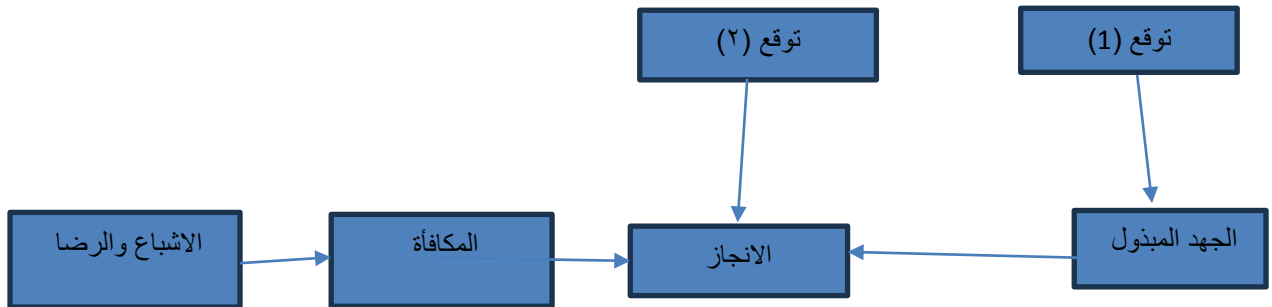 توقع (1)
توقع (٢)
الجهد المبذول
الانجاز
المكافأة
الاشباع والرضا